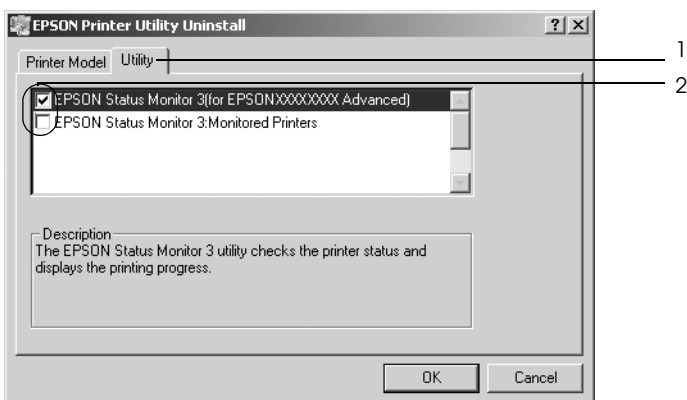 EPSON Printer Utility Uninstall
Printer Model Utility
1
2
EPSON Status Monitor 3(for EPSONXXXXXXXX Advanced)
EPSON Status Monitor 3:Monitored Printers
Description
The EPSON Status Monitor 3 utility checks the printer status and
displays the printing progress.
OK Cancel